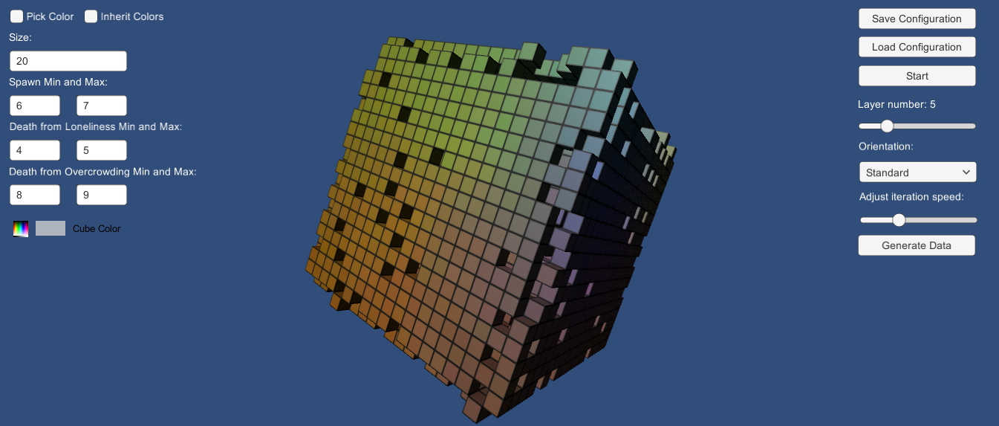 Pick Color
Inherit Colors
Size:
20
Spawn Min and Max:
6
7
Death from Loneliness Min and Max:
4
5
Death from Overcrowding Min and Max:
8
9
Cube Color
Save Configuration
Load Configuration
Start
Layer number: 5
Orientation:
Standard
Adjust iteration speed:
Generate Data